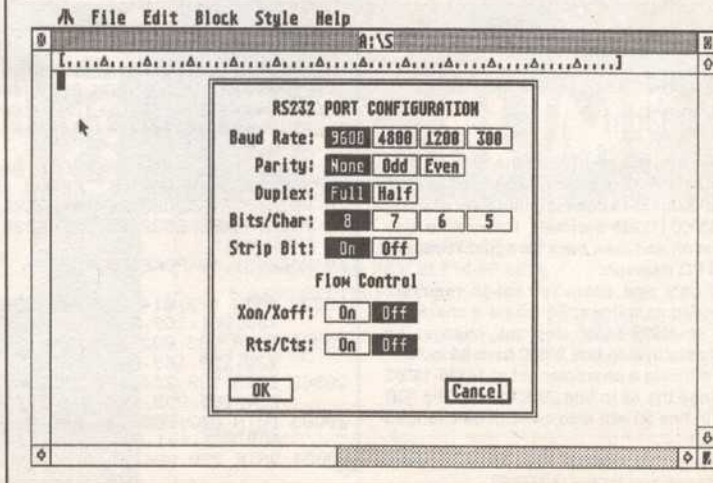 File Edit Block Style Help
A:\S
RS232 PORT CONFIGURATION
Baud Rate: 9600 4800 1200 300
Parity: None Odd Even
Duplex: Full Half
Bits/Char: 8 7 6 5
Strip Bit: On Off
Flow Control
Xon/Xoff: On Off
Rts/Cts: On Off
OK Cancel